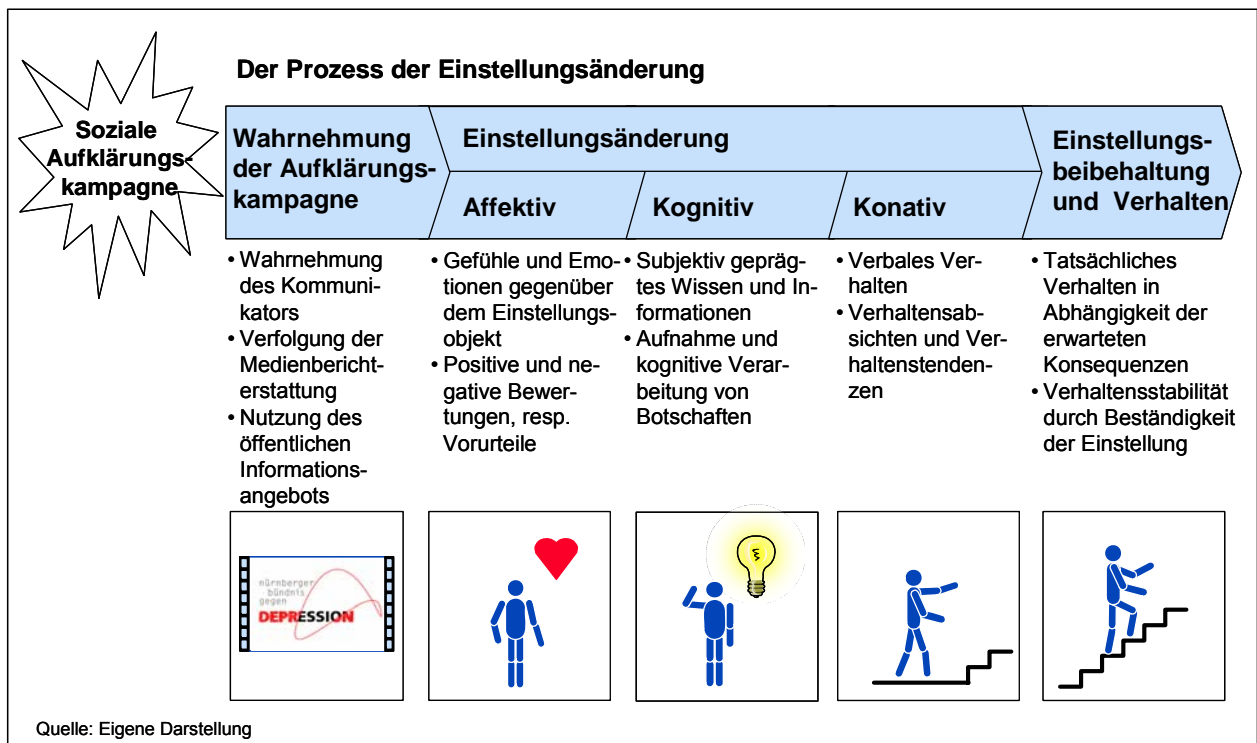 Der Prozess der Einstellungsänderung
Soziale
Aufklärungs-
kampagne
Wahrnehmung
der Aufklärungs-
kampagne
Einstellungsänderung
Affektiv
Kognitiv
Konativ
Einstellungs-
beibehaltung
und Verhalten
• Wahrnehmung
des Kommuni-
kators
• Verfolgung der
Medienbericht-
erstattung
• Nutzung des
öffentlichen
Informations-
angebots
• Gefühle und Emo-
tionen gegenüber
dem Einstellungs-
objekt
• Positive und ne-
gative Bewer-
tungen, resp.
Vorurteile
• Subjektiv gepräg-
tes Wissen und In-
formationen
• Aufnahme und
kognitive Verar-
beitung von
Botschaften
• Verbales Ver-
halten
• Verhaltensab-
sichten und Ver-
haltenstenden-
zen
• Tatsächliches
Verhalten in
Abhängigkeit der
erwarteten
Konsequenzen
• Verhaltensstabilität
durch Beständigkeit
der Einstellung
nürnberger
bündnis
gegen
DEPRESSION
Quelle: Eigene Darstellung